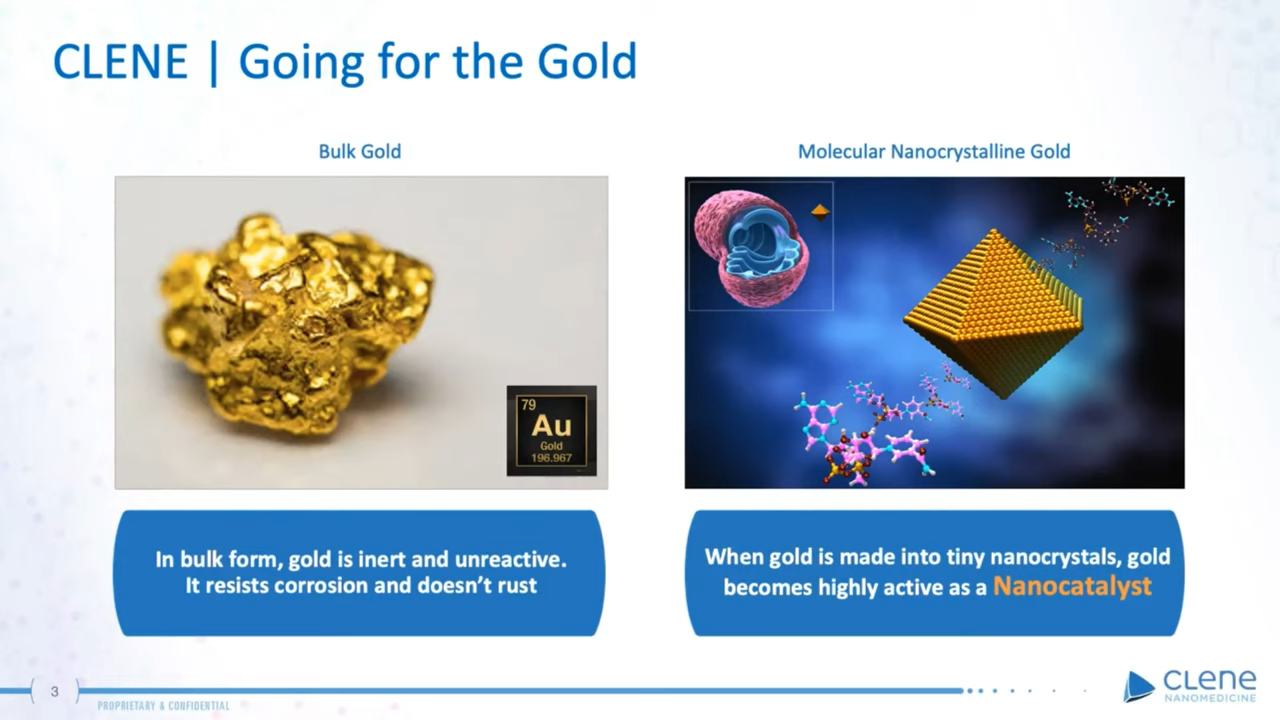 CLENE | Going for the Gold
Bulk Gold
79
Au
Gold
196.967
In bulk form, gold is inert and unreactive.
It resists corrosion and doesn’t rust
Molecular Nanocrystalline Gold
When gold is made into tiny nanocrystals, gold
becomes highly active as a Nanocatalyst
3
PROPRIETARY & CONFIDENTIAL
CLene
NANOMEDICINE